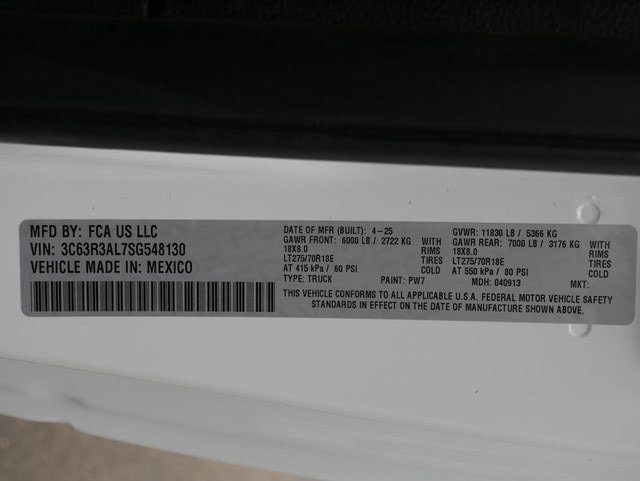 MFD BY: FCA US LLC
VIN: 3C63R3AL7SG548130
VEHICLE MADE IN: MEXICO
DATE OF MFR (BUILT): 4-25 GVWR: 11830 LB / 5366 KG
GAWR FRONT: 6000 LB / 2722 KG WITH GAWR REAR: 7000 LB / 3176 KG WITH
18X8.0 RIMS 18X8.0 RIMS
LT275/70R18E TIRES LT275/70R18E TIRES
AT 415 kPa / 60 PSI COLD AT 550 kPa / 80 PSI COLD
TYPE: TRUCK PAINT: PW7 MDH: 040913 MKT:
THIS VEHICLE CONFORMS TO ALL APPLICABLE U.S.A. FEDERAL MOTOR VEHICLE SAFETY
STANDARDS IN EFFECT ON THE DATE OF MANUFACTURE SHOWN ABOVE.